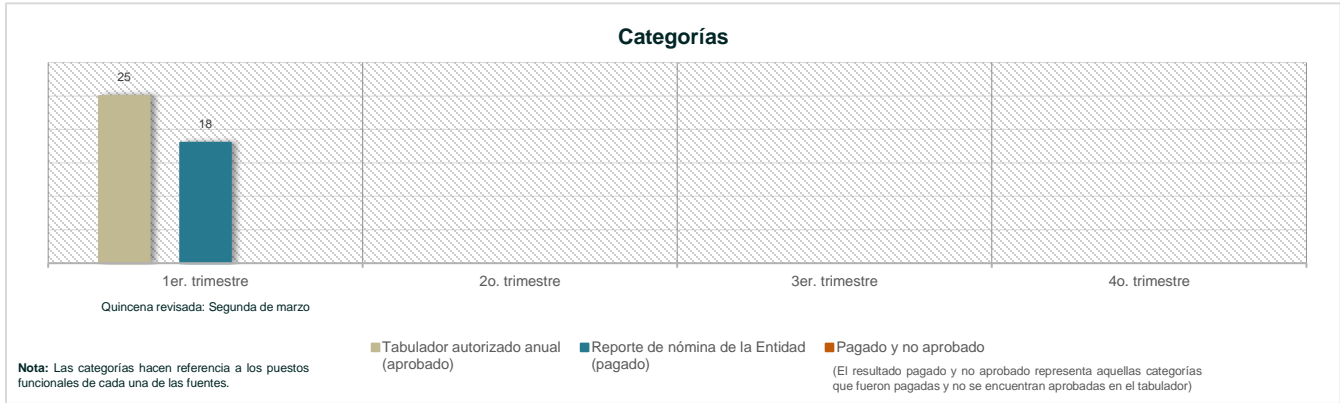 Categorías
25
18
1er. trimestre
2o. trimestre
3er. trimestre
4o. trimestre
Quincena revisada: Segunda de marzo
Tabulador autorizado anual
(aprobado)
Reporte de nómina de la Entidad
(pagado)
Pagado y no aprobado
(El resultado pagado y no aprobado representa aquellas categorías
que fueron pagadas y no se encuentran aprobadas en el tabulador)
Nota: Las categorías hacen referencia a los puestos
funcionales de cada una de las fuentes.